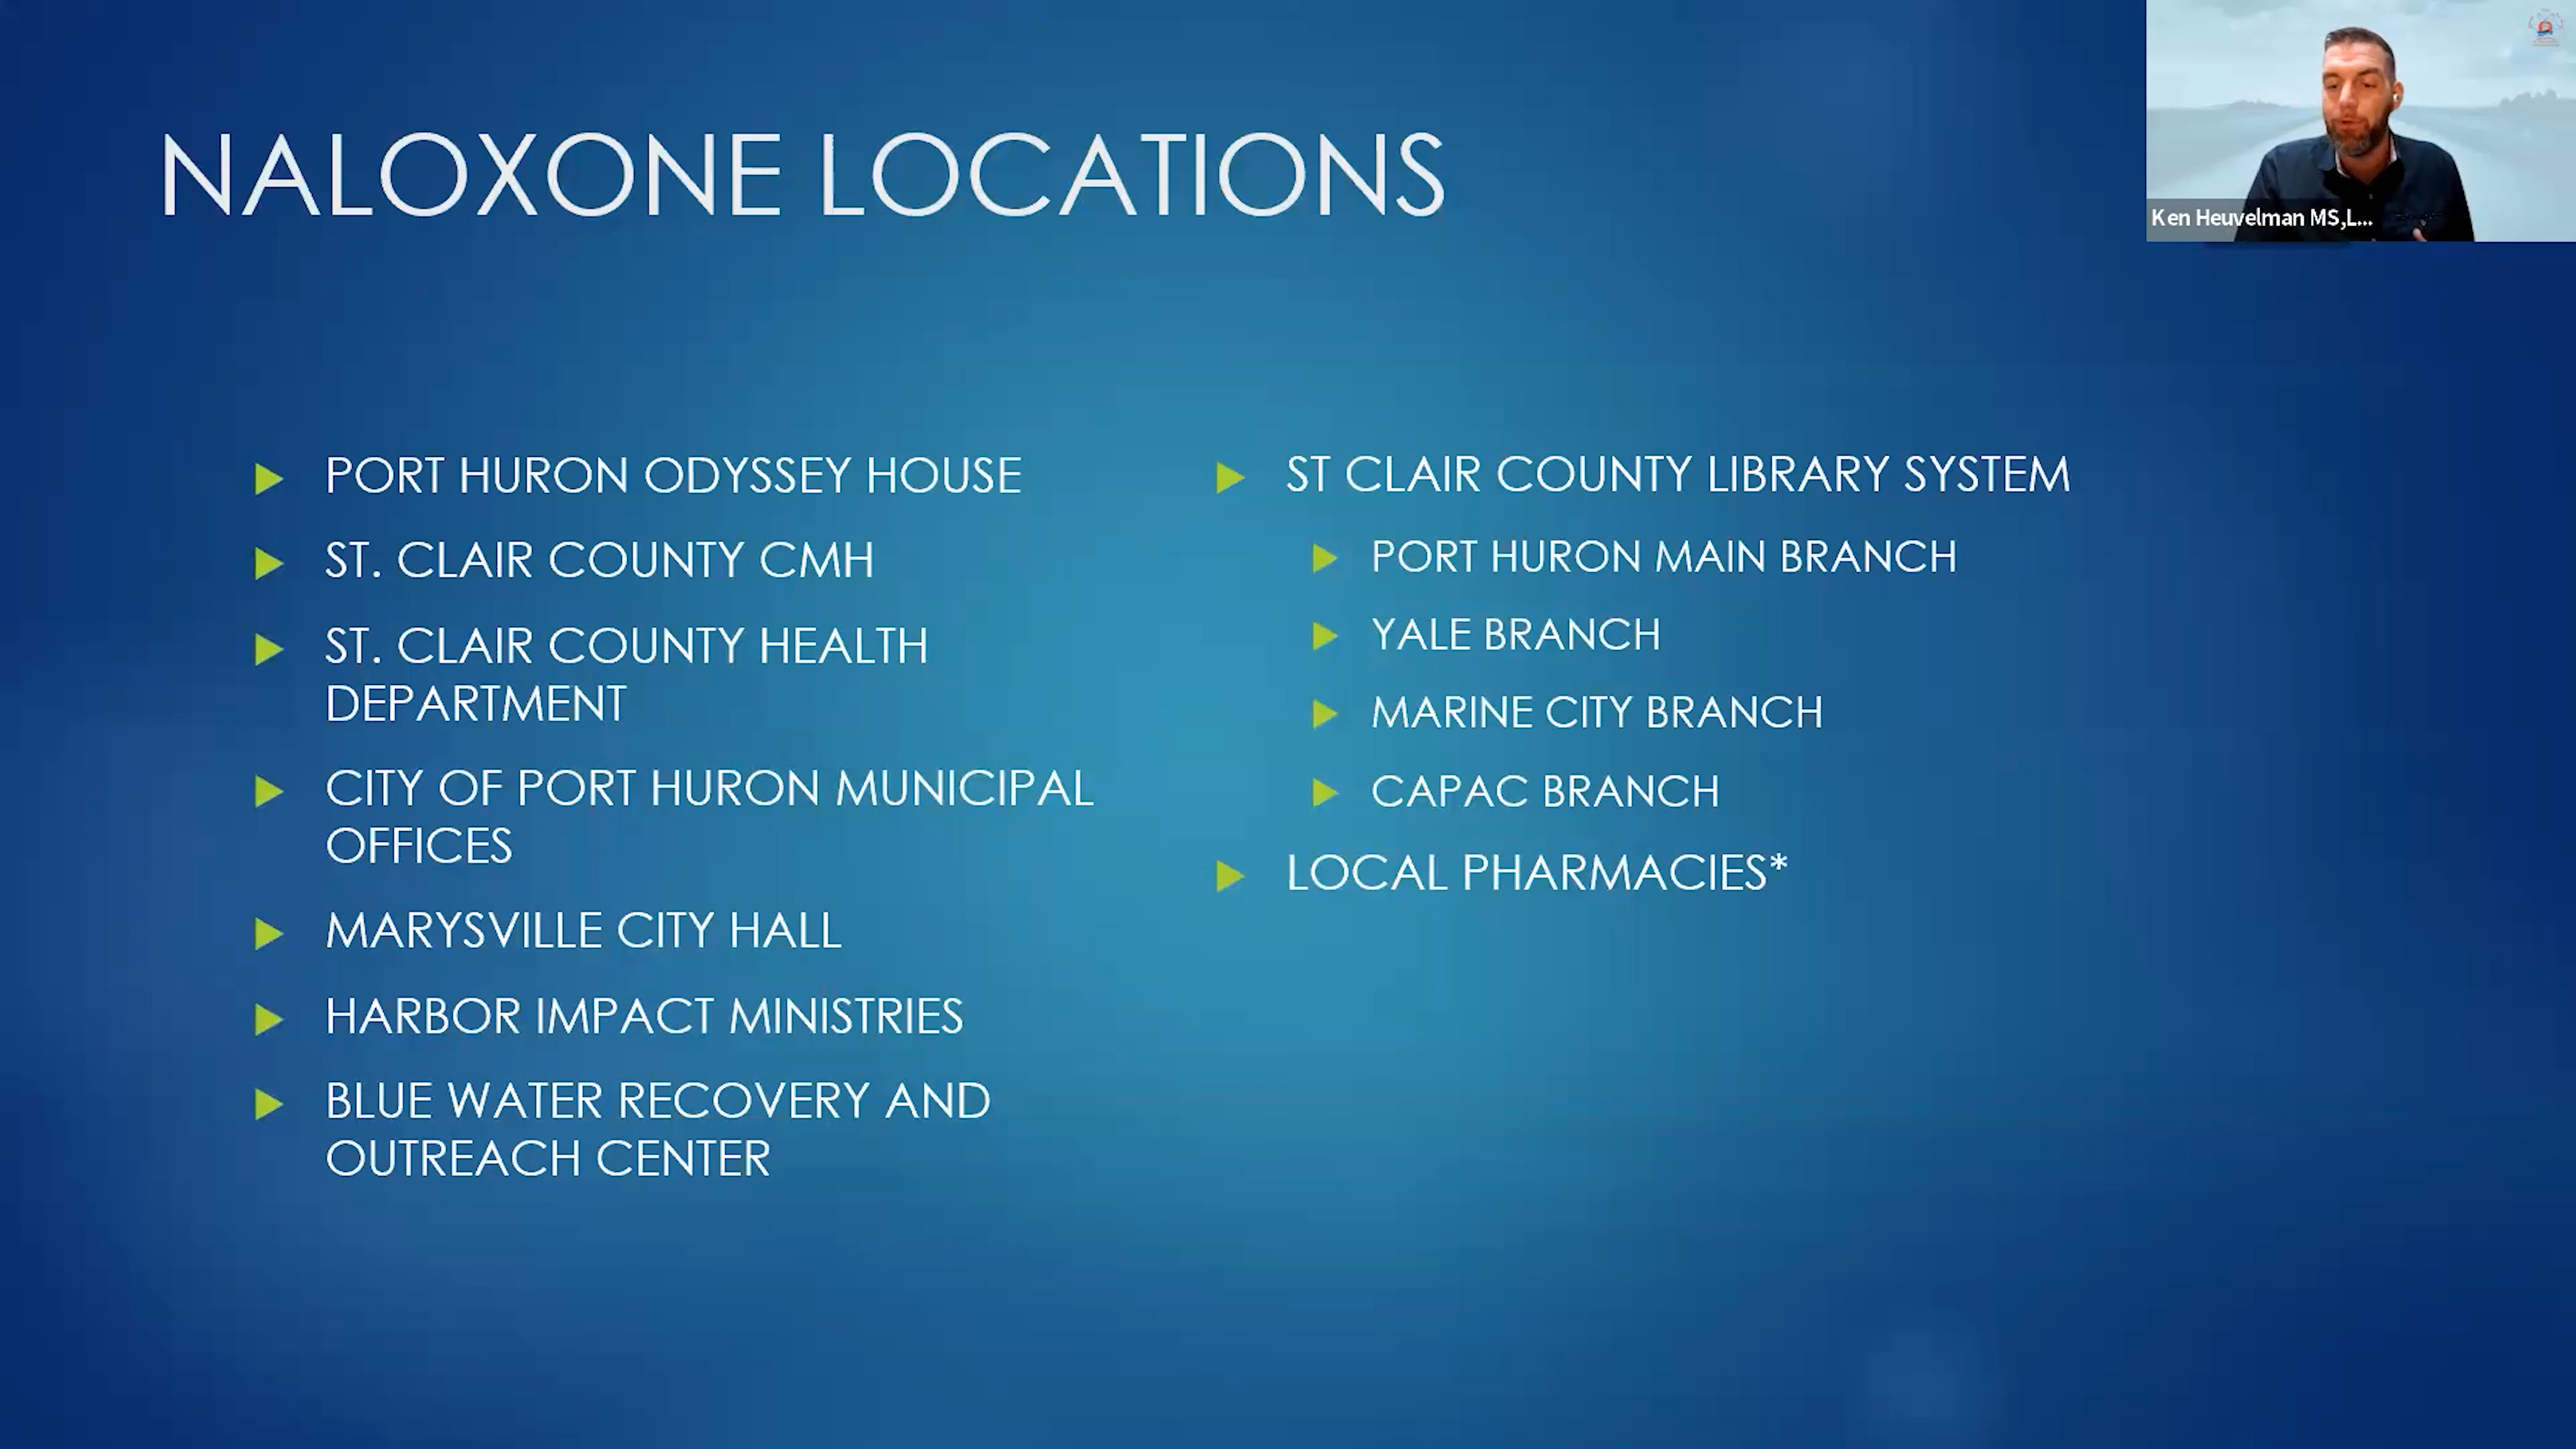 NALOXONE LOCATIONS
PORT HURON ODYSSEY HOUSE
ST. CLAIR COUNTY CMH
ST. CLAIR COUNTY HEALTH
DEPARTMENT
CITY OF PORT HURON MUNICIPAL
OFFICES
MARYSVILLE CITY HALL
HARBOR IMPACT MINISTRIES
BLUE WATER RECOVERY AND
OUTREACH CENTER
ST CLAIR COUNTY LIBRARY SYSTEM
PORT HURON MAIN BRANCH
YALE BRANCH
MARINE CITY BRANCH
CAPAC BRANCH
LOCAL PHARMACIES*
Ken Heuvelman MS,L...